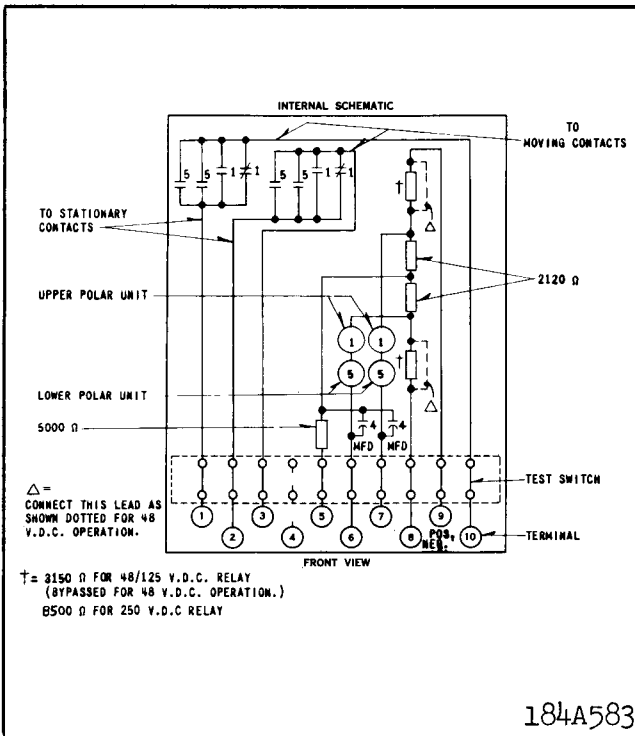 INTERNAL SCHEMATIC
TO
MOVING CONTACTS
5 5 1 1 5 5 1 1
†
TO STATIONARY
CONTACTS
△
2120 Ω
UPPER POLAR UNIT
1 1
†
LOWER POLAR UNIT
5 5
△
5000 Ω
4 4
MFD MFD
TEST SWITCH
△ =
CONNECT THIS LEAD AS
SHOWN DOTTED FOR 48
V.D.C. OPERATION.
1 3 5 7 9
POS.
2 4 6 8 10
NEG.
TERMINAL
FRONT VIEW
† = 3150 Ω FOR 48/125 V.D.C. RELAY
(BYPASSED FOR 48 V.D.C. OPERATION.)
8500 Ω FOR 250 V.D.C RELAY
184A583